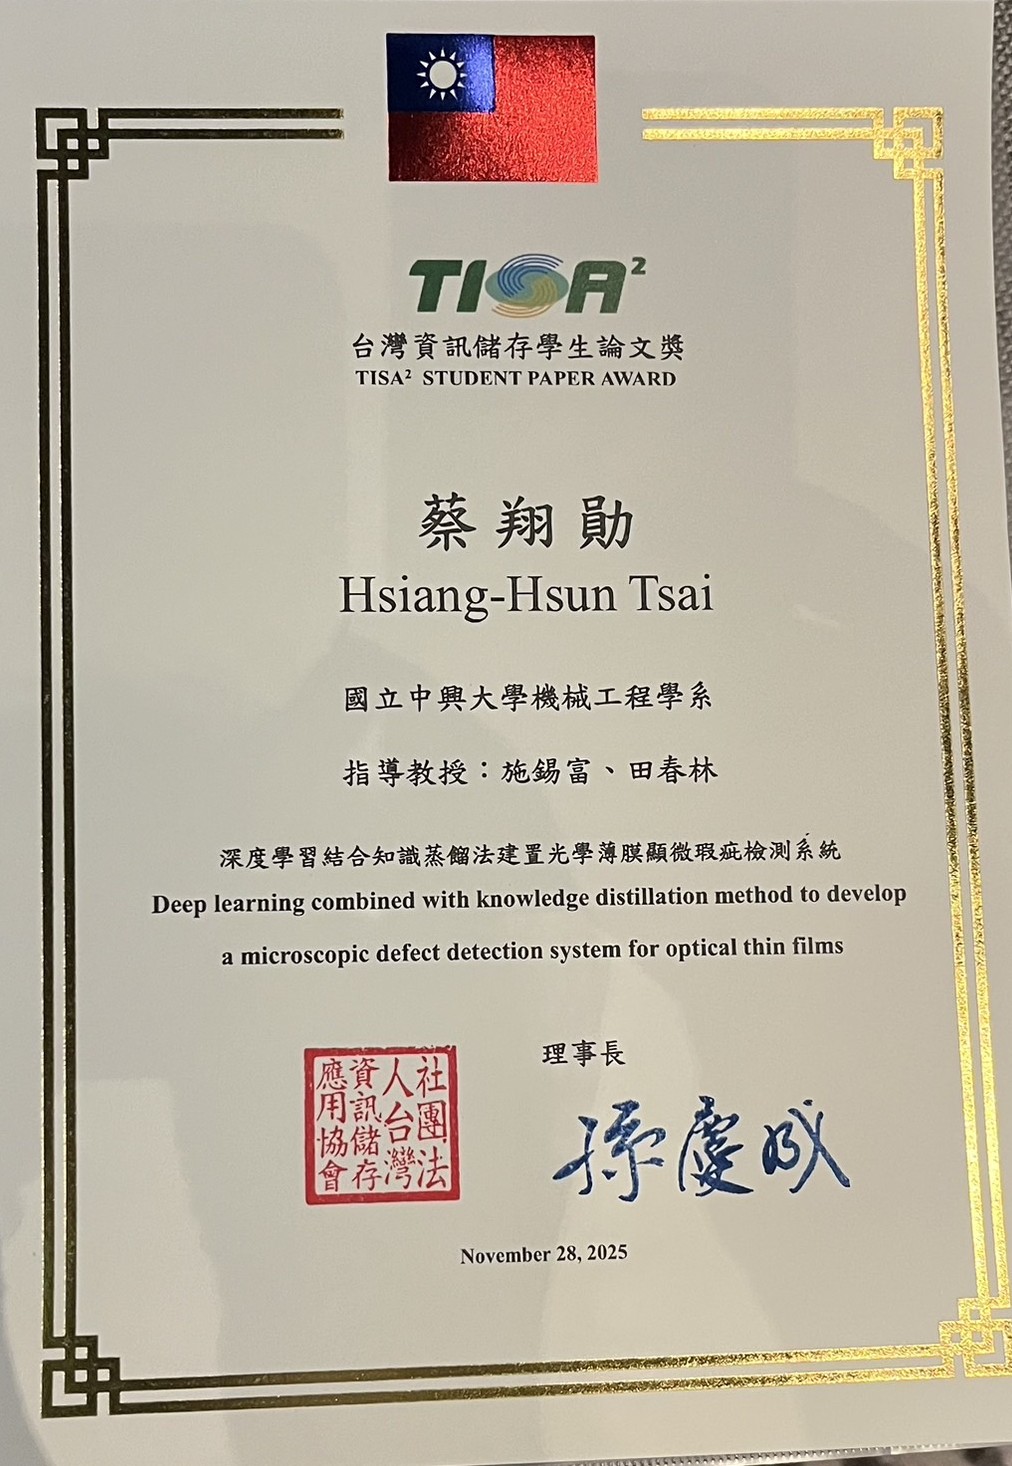 TISA²
台灣資訊儲存學生論文獎
TISA² STUDENT PAPER AWARD
蔡翔勛
Hsiang-Hsun Tsai
國立中興大學機械工程學系
指導教授：施錫富、田春林
深度學習結合知識蒸餾法建置光學薄膜顯微瑕疵檢測系統
Deep learning combined with knowledge distillation method to develop
a microscopic defect detection system for optical thin films
理事長
社團法
人台灣
資訊儲存
應用協會
孫慶成
November 28, 2025